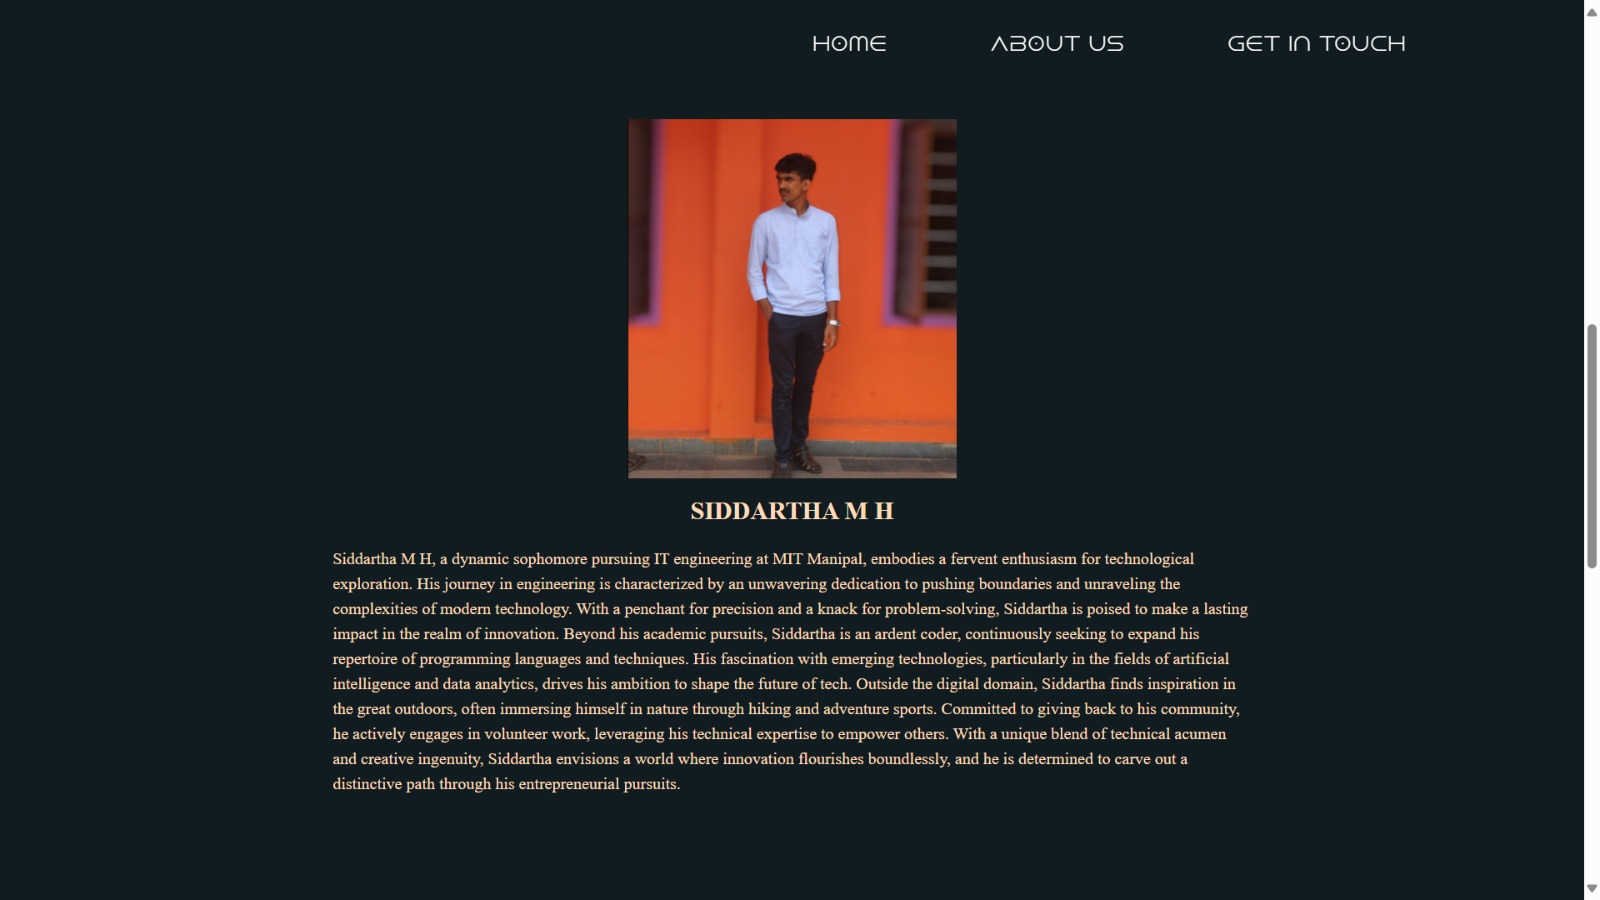 HOME ABOUT US GET IN TOUCH
SIDDARTHA M H
Siddartha M H, a dynamic sophomore pursuing IT engineering at MIT Manipal, embodies a fervent enthusiasm for technological
exploration. His journey in engineering is characterized by an unwavering dedication to pushing boundaries and unraveling the
complexities of modern technology. With a penchant for precision and a knack for problem-solving, Siddartha is poised to make a lasting
impact in the realm of innovation. Beyond his academic pursuits, Siddartha is an ardent coder, continuously seeking to expand his
repertoire of programming languages and techniques. His fascination with emerging technologies, particularly in the fields of artificial
intelligence and data analytics, drives his ambition to shape the future of tech. Outside the digital domain, Siddartha finds inspiration in
the great outdoors, often immersing himself in nature through hiking and adventure sports. Committed to giving back to his community,
he actively engages in volunteer work, leveraging his technical expertise to empower others. With a unique blend of technical acumen
and creative ingenuity, Siddartha envisions a world where innovation flourishes boundlessly, and he is determined to carve out a
distinctive path through his entrepreneurial pursuits.